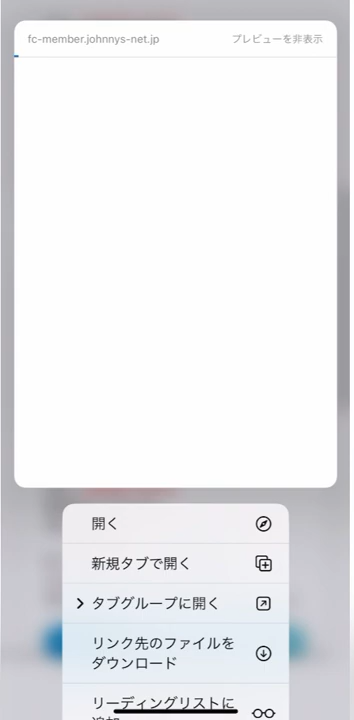 fc-member.johnnys-net.jp プレビューを非表示
開く
新規タブで開く
タブグループに開く
リンク先のファイルを
ダウンロード
リーディングリストに
追加